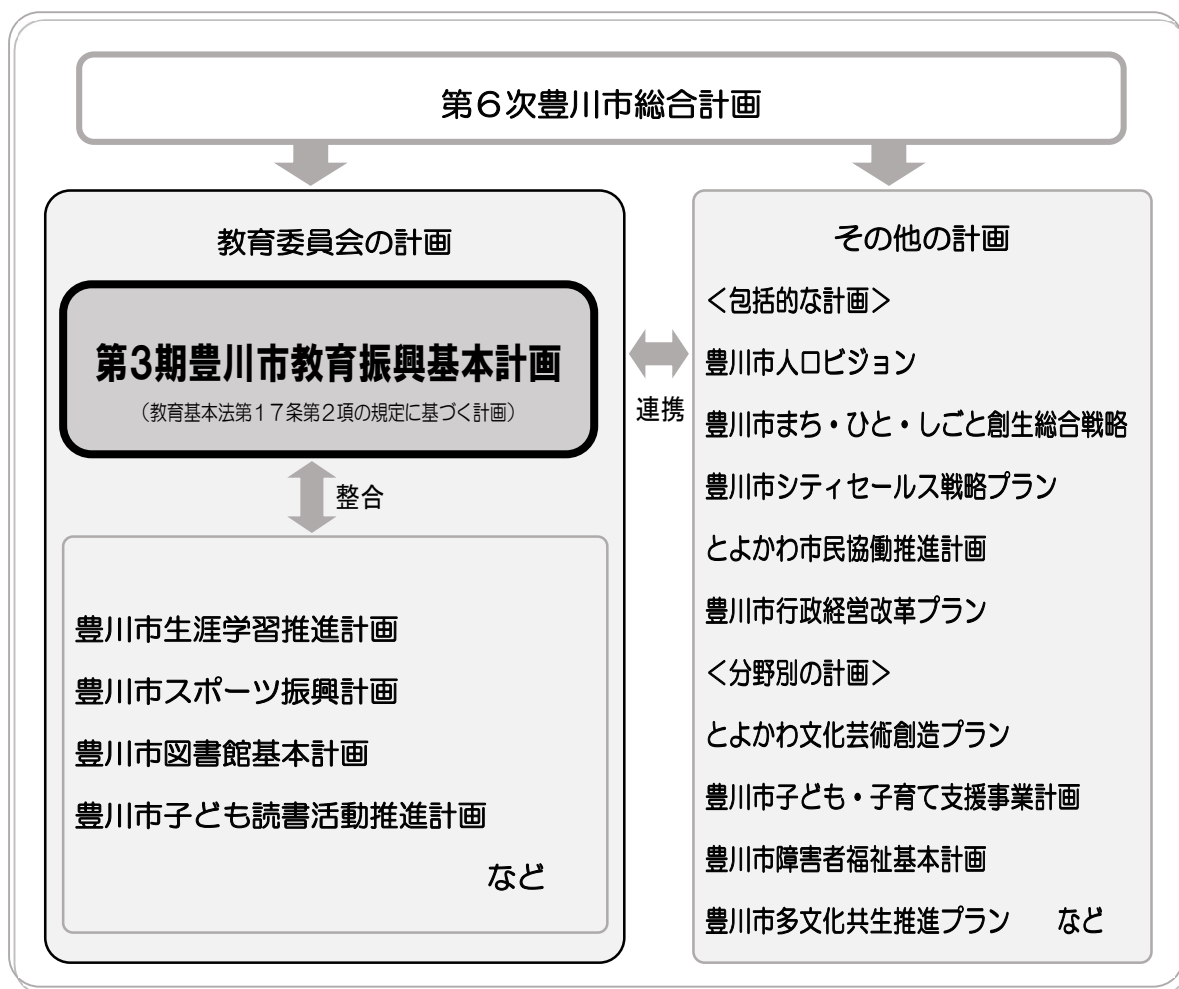 第6次豊川市総合計画
教育委員会の計画
第3期豊川市教育振興基本計画
(教育基本法第17条第2項の規定に基づく計画)
整合
豊川市生涯学習推進計画
豊川市スポーツ振興計画
豊川市図書館基本計画
豊川市子ども読書活動推進計画
など
連携
その他の計画
<包括的な計画>
豊川市人口ビジョン
豊川市まち・ひと・しごと創生総合戦略
豊川市シティセールス戦略プラン
とよかわ市民協働推進計画
豊川市行政経営改革プラン
<分野別の計画>
とよかわ文化芸術創造プラン
豊川市子ども・子育て支援事業計画
豊川市障害者福祉基本計画
豊川市多文化共生推進プラン など